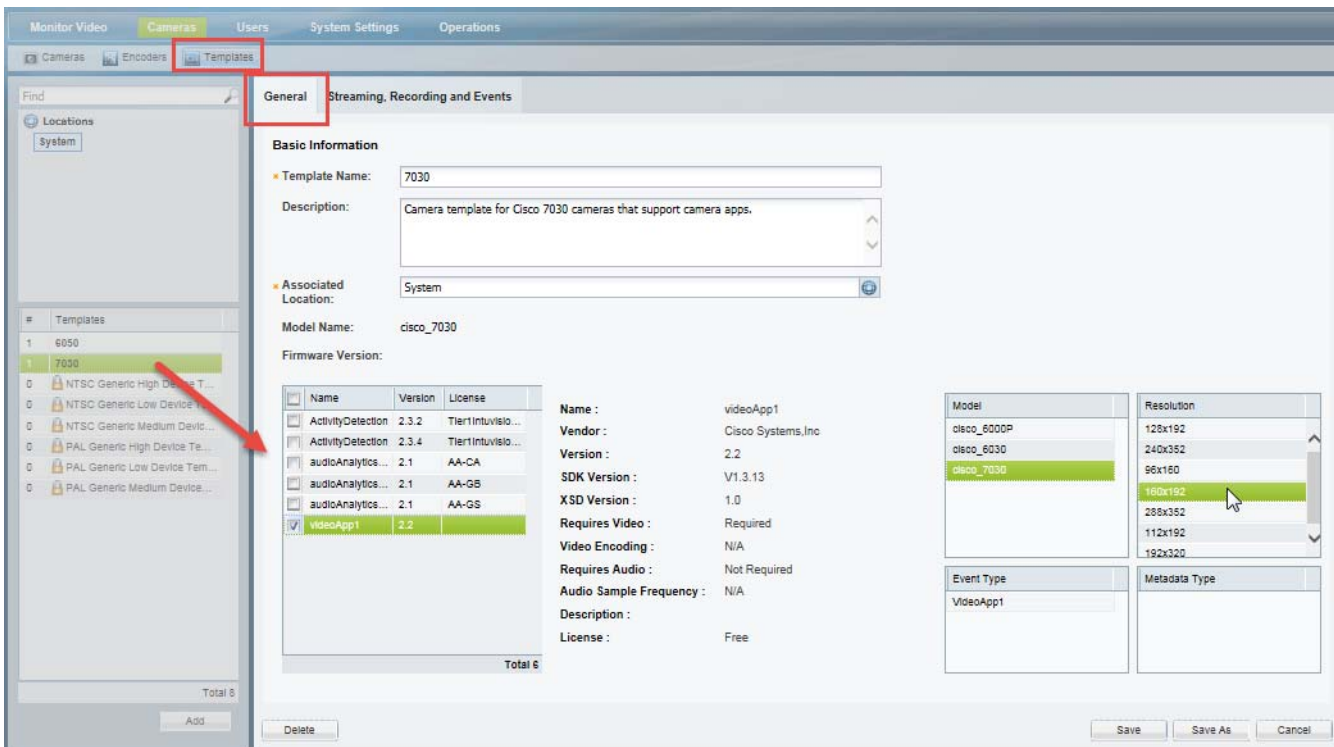 Monitor Video Cameras Users System Settings Operations
Cameras Encoders Templates
Find
Locations
System
# Templates
1 6050
1 7030
0 NTSC Generic High Device T...
0 NTSC Generic Low Device
0 NTSC Generic Medium Devic...
0 PAL Generic High Device Te...
0 PAL Generic Low Device Tem...
0 PAL Generic Medium Device...
Total 8
Add
General Streaming, Recording and Events
Basic Information
Template Name: 7030
Description: Camera template for Cisco 7030 cameras that support camera apps.
Associated Location: System
Model Name: cisco_7030
Firmware Version:
Name Version License
ActivityDetection 2.3.2 Tier1Intuvisio...
ActivityDetection 2.3.4 Tier1Intuvisio...
audioAnalytics... 2.1 AA-CA
audioAnalytics... 2.1 AA-GB
audioAnalytics... 2.1 AA-GS
videoApp1 2.2
Total 6
Name : videoApp1
Vendor : Cisco Systems,Inc
Version : 2.2
SDK Version : V1.3.13
XSD Version : 1.0
Requires Video : Required
Video Encoding : N/A
Requires Audio : Not Required
Audio Sample Frequency : N/A
Description :
License : Free
Model
cisco_6000P
cisco_6030
cisco_7030
Resolution
128x192
240x352
96x160
160x192
288x352
112x192
192x320
Event Type
VideoApp1
Metadata Type
Delete Save Save As Cancel